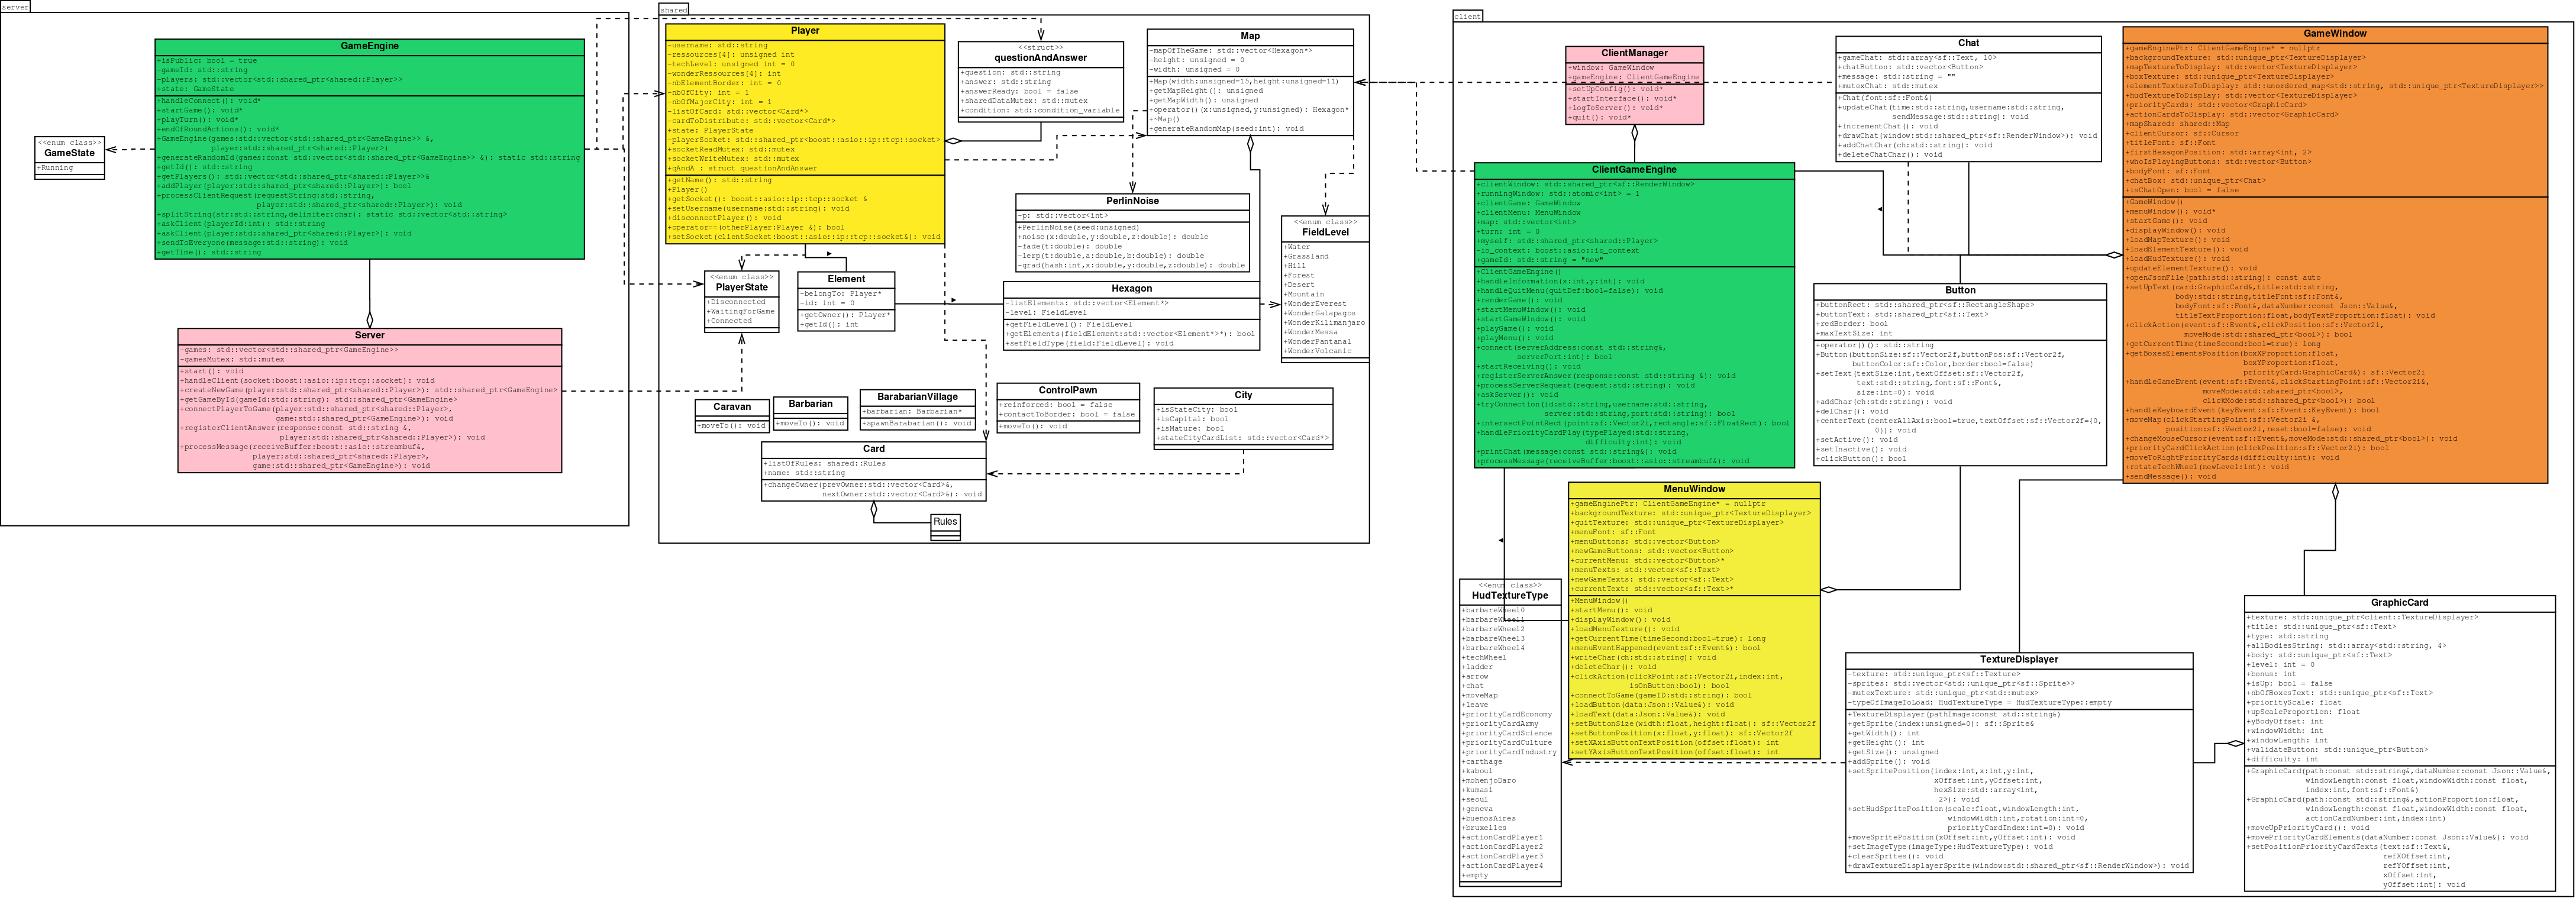 server
GameEngine
+isPublic: bool = true
-gameId: std::string
-players: std::vector<std::shared_ptr<shared::Player>>
+state: GameState
+handleConnect(): void*
+startGame(): void*
+playTurn(): void*
+endOfRoundActions(): void*
+GameEngine(games:std::vector<std::shared_ptr<GameEngine>> &,
player:std::shared_ptr<shared::Player>)
+generateRandomId(games:const std::vector<std::shared_ptr<GameEngine>> &): static std::string
+getId(): std::string
+getPlayers(): std::vector<std::shared_ptr<shared::Player>>&
+addPlayer(player:std::shared_ptr<shared::Player>): bool
+processClientRequest(requestString:std::string,
player:std::shared_ptr<shared::Player>): void
+splitString(str:std::string,delimiter:char): static std::vector<std::string>
+askClient(playerId:int): std::string
+askClient(player:std::shared_ptr<shared::Player>): void
+sendToEveryone(message:std::string): void
+getTime(): std::string
<<enum class>>
GameState
+Running
Server
-games: std::vector<std::shared_ptr<GameEngine>>
-gamesMutex: std::mutex
+start(): void
+handleClient(socket:boost::asio::ip::tcp::socket): void
+createNewGame(player:std::shared_ptr<shared::Player>): std::shared_ptr<GameEngine>
+getGameById(gameId:std::string): std::shared_ptr<GameEngine>
+connectPlayerToGame(player:std::shared_ptr<shared::Player>,
game:std::shared_ptr<GameEngine>): void
+registerClientAnswer(response:const std::string &,
player:std::shared_ptr<shared::Player>): void
+processMessage(receiveBuffer:boost::asio::streambuf&,
player:std::shared_ptr<shared::Player>,
game:std::shared_ptr<GameEngine>): void
shared
Player
-username: std::string
-ressources[4]: unsigned int
-techLevel: unsigned int = 0
-wonderRessources[4]: int
-nbElementBorder: int = 0
-nbOfCity: int = 1
-nbOfMajorCity: int = 1
-listOfCard: std::vector<Card*>
-cardToDistribute: std::vector<Card*>
+state: PlayerState
-playerSocket: std::shared_ptr<boost::asio::ip::tcp:socket>
+socketReadMutex: std::mutex
+socketWriteMutex: std::mutex
+qAndA : struct questionAndAnswer
+getName(): std::string
+Player()
+getSocket(): boost::asio::ip::tcp::socket &
+setUsername(username:std::string): void
+disconnectPlayer(): void
+operator==(otherPlayer:Player &): bool
+setSocket(clientSocket:boost::asio::ip::tcp::socket&): void
<<struct>>
questionAndAnswer
+question: std::string
+answer: std::string
+answerReady: bool = false
+sharedDataMutex: std::mutex
+condition: std::condition_variable
Map
-mapOfTheGame: std::vector<Hexagon*>
-height: unsigned = 0
-width: unsigned = 0
+Map(width:unsigned=15,height:unsigned=11)
+getMapHeight(): unsigned
+getMapWidth(): unsigned
+operator()(x:unsigned,y:unsigned): Hexagon*
+~Map()
+generateRandomMap(seed:int): void
PerlinNoise
-p: std::vector<int>
+PerlinNoise(seed:unsigned)
+noise(x:double,y:double,z:double): double
-fade(t:double): double
-lerp(t:double,a:double,b:double): double
-grad(hash:int,x:double,y:double,z:double): double
<<enum class>>
FieldLevel
+Water
+Grassland
+Hill
+Forest
+Desert
+Mountain
+WonderEverest
+WonderGalapagos
+WonderKilimanjaro
+WonderMessa
+WonderPantanal
+WonderVolcanic
<<enum class>>
PlayerState
+Disconnected
+WaitingForGame
+Connected
Element
-belongTo: Player*
-id: int = 0
+getOwner(): Player*
+getId(): int
Hexagon
-listElements: std::vector<Element*>
-level: FieldLevel
+getFieldLevel(): FieldLevel
+getElements(fieldElement:std::vector<Element*>*): bool
+setFieldType(field:FieldLevel): void
Caravan
+moveTo(): void
Barbarian
+moveTo(): void
BarabarianVillage
+barbarian: Barbarian*
+spawnBarabarian(): void
ControlPawn
+reinforced: bool = false
+contactToBorder: bool = false
+moveTo(): void
City
+isStateCity: bool
+isCapital: bool
+isMature: bool
+stateCityCardList: std::vector<Card*>
Card
+listOfRules: shared::Rules
+name: std::string
+changeOwner(prevOwner:std::vector<Card>&,
nextOwner:std::vector<Card>&): void
Rules
client
ClientManager
+window: GameWindow
+gameEngine: ClientGameEngine
+setUpConfig(): void*
+startInterface(): void*
+logToServer(): void*
+quit(): void*
Chat
+gameChat: std::array<sf::Text, 10>
+chatButton: std::vector<Button>
+message: std::string = ""
+mutexChat: std::mutex
+Chat(font:sf::Font&)
+updateChat(time:std::string,username:std::string,
sendMessage:std::string): void
+incrementChat(): void
+drawChat(window:std::shared_ptr<sf::RenderWindow>): void
+addChatChar(ch:std::string): void
+deleteChatChar(): void
ClientGameEngine
+clientWindow: std::shared_ptr<sf::RenderWindow>
+runningWindow: std::atomic<int> = 1
+clientGame: GameWindow
+clientMenu: MenuWindow
+map: std::vector<int>
+turn: int = 0
+myself: std::shared_ptr<shared::Player>
-io_context: boost::asio::io_context
+gameId: std::string = "new"
+ClientGameEngine()
+handleInformation(x:int,y:int): void
+handleQuitMenu(quitDef:bool=false): void
+renderGame(): void
+startMenuWindow(): void
+startGameWindow(): void
+playGame(): void
+playMenu(): void
+connect(serverAddress:const std::string&,
serverPort:int): bool
+startReceiving(): void
+registerServerAnswer(response:const std::string &): void
+processServerRequest(request:std::string): void
+askServer(): void
+tryConnection(id:std::string,username:std::string,
server:std::string,port:std::string): bool
+intersectPointRect(point:sf::Vector2i,rectangle:sf::FloatRect): bool
+handlePriorityCardPlay(typePlayed:std::string,
difficulty:int): void
+printChat(message:const std::string&): void
+processMessage(receiveBuffer:boost::asio::streambuf&): void
Button
+buttonRect: std::shared_ptr<sf::RectangleShape>
+buttonText: std::shared_ptr<sf::Text>
+redBorder: bool
+maxTextSize: int
+operator()(): std::string
+Button(buttonSize:sf::Vector2f,buttonPos:sf::Vector2f,
buttonColor:sf::Color,border:bool=false)
+setText(textSize:int,textOffset:sf::Vector2f,
text:std::string,font:sf::Font&,
size:int=0): void
+addChar(ch:std::string): void
+delChar(): void
+centerText(centerAllAxis:bool=true,textOffset:sf::Vector2f={0,
0}): void
+setActive(): void
+setInactive(): void
+clickButton(): bool
GameWindow
+gameEnginePtr: ClientGameEngine* = nullptr
+backgroundTexture: std::unique_ptr<TextureDisplayer>
+mapTextureToDisplay: std::vector<TextureDisplayer>
+boxTexture: std::unique_ptr<TextureDisplayer>
+elementTextureToDisplay: std::unordered_map<std::string, std::unique_ptr<TextureDisplayer>>
+hudTextureToDisplay: std::vector<TextureDisplayer>
+priorityCards: std::vector<GraphicCard>
+actionCardsToDisplay: std::vector<GraphicCard>
+mapShared: shared::Map
+clientCursor: sf::Cursor
+titleFont: sf::Font
+firstHexagonPosition: std::array<int, 2>
+whoIsPlayingButtons: std::vector<Button>
+bodyFont: sf::Font
+chatBox: std::unique_ptr<Chat>
+isChatOpen: bool = false
+GameWindow()
+menuWindow(): void*
+startGame(): void
+displayWindow(): void
+loadMapTexture(): void
+loadElementTexture(): void
+loadHudTexture(): void
+updateElementTexture(): void
+openJsonFile(path:std::string): const auto
+setUpText(card:GraphicCard&,title:std::string,
body:std::string,titleFont:sf::Font&,
bodyFont:sf::Font&,dataNumber:const Json::Value&,
titleTextProportion:float,bodyTextProportion:float): void
+clickAction(event:sf::Event&,clickPosition:sf::Vector2i,
moveMode:std::shared_ptr<bool>): bool
+getCurrentTime(timeSecond:bool=true): long
+getBoxesElementsPosition(boxXProportion:float,
boxYProportion:float,
priorityCard:GraphicCard&): sf::Vector2i
+handleGameEvent(event:sf::Event&,clickStartingPoint:sf::Vector2i&,
moveMode:std::shared_ptr<bool>,
clickMode:std::shared_ptr<bool>): bool
+handleKeyboardEvent(keyEvent:sf::Event::KeyEvent): bool
+moveMap(clickStartingPoint:sf::Vector2i &,
position:sf::Vector2i,reset:bool=false): void
+changeMouseCursor(event:sf::Event&,moveMode:std::shared_ptr<bool>): void
+priorityCardClickAction(clickPosition:sf::Vector2i): bool
+moveToRightPriorityCards(difficulty:int): void
+rotateTechWheel(newLevel:int): void
+sendMessage(): void
MenuWindow
+gameEnginePtr: ClientGameEngine* = nullptr
+backgroundTexture: std::unique_ptr<TextureDisplayer>
+quitTexture: std::unique_ptr<TextureDisplayer>
+menuFont: sf::Font
+menuButtons: std::vector<Button>
+newGameButtons: std::vector<Button>
+currentMenu: std::vector<Button>*
+menuTexts: std::vector<sf::Text>
+newGameTexts: std::vector<sf::Text>
+currentText: std::vector<sf::Text>*
+MenuWindow()
+startMenu(): void
+displayWindow(): void
+loadMenuTexture(): void
+getCurrentTime(timeSecond:bool=true): long
+menuEventHappened(event:sf::Event&): bool
+writeChar(ch:std::string): void
+deleteChar(): void
+clickAction(clickPoint:sf::Vector2i,index:int,
isOnButton:bool): bool
+connectToGame(gameID:std::string): bool
+loadButton(data:Json::Value&): void
+loadText(data:Json::Value&): void
+setButtonSize(width:float,height:float): sf::Vector2f
+setButtonPosition(x:float,y:float): sf::Vector2f
+setXAxisButtonTextPosition(offset:float): int
+setYAxisButtonTextPosition(offset:float): int
<<enum class>>
HudTextureType
+barbareWheel0
+barbareWheel1
+barbareWheel2
+barbareWheel3
+barbareWheel4
+techWheel
+ladder
+arrow
+chat
+moveMap
+leave
+priorityCardEconomy
+priorityCardArmy
+priorityCardScience
+priorityCardCulture
+priorityCardIndustry
+carthage
+kaboul
+mohenjoDaro
+kumasi
+seoul
+geneva
+buenosAires
+bruxelles
+actionCardPlayer1
+actionCardPlayer2
+actionCardPlayer3
+actionCardPlayer4
+empty
TextureDisplayer
-texture: std::unique_ptr<sf::Texture>
-sprites: std::vector<std::unique_ptr<sf::Sprite>>
-mutexTexture: std::unique_ptr<std::mutex>
-typeOfImageToLoad: HudTextureType = HudTextureType::empty
+TextureDisplayer(pathImage:const std::string&)
+getSprite(index:unsigned=0): sf::Sprite&
+getWidth(): int
+getHeight(): int
+getSize(): unsigned
+addSprite(): void
+setSpritePosition(index:int,x:int,y:int,
xOffset:int,yOffset:int,
hexSize:std::array<int,
2>): void
+setHudSpritePosition(scale:float,windowLength:int,
windowWidth:int,rotation:int=0,
priorityCardIndex:int=0): void
+moveSpritePosition(xOffset:int,yOffset:int): void
+setImageType(imageType:HudTextureType): void
+clearSprites(): void
+drawTextureDisplayerSprite(window:std::shared_ptr<sf::RenderWindow>): void
GraphicCard
+texture: std::unique_ptr<client::TextureDisplayer>
+title: std::unique_ptr<sf::Text>
+type: std::string
+allBodiesString: std::array<std::string, 4>
+body: std::unique_ptr<sf::Text>
+level: int = 0
+bonus: int
+isUp: bool = false
+nbOfBoxesText: std::unique_ptr<sf::Text>
+priorityScale: float
+upScaleProportion: float
+yBodyOffset: int
+windowWidth: int
+windowLength: int
+validateButton: std::unique_ptr<Button>
+difficulty: int
+GraphicCard(path:const std::string&,dataNumber:const Json::Value&,
windowLength:const float,windowWidth:const float,
index:int,font:sf::Font&)
+GraphicCard(path:const std::string&,actionProportion:float,
windowLength:const float,windowWidth:const float,
actionCardNumber:int,index:int)
+moveUpPriorityCard(): void
+movePriorityCardElements(dataNumber:const Json::Value&): void
+setPositionPriorityCardTexts(text:sf::Text&,
refXOffset:int,
refYOffset:int,
xOffset:int,
yOffset:int): void